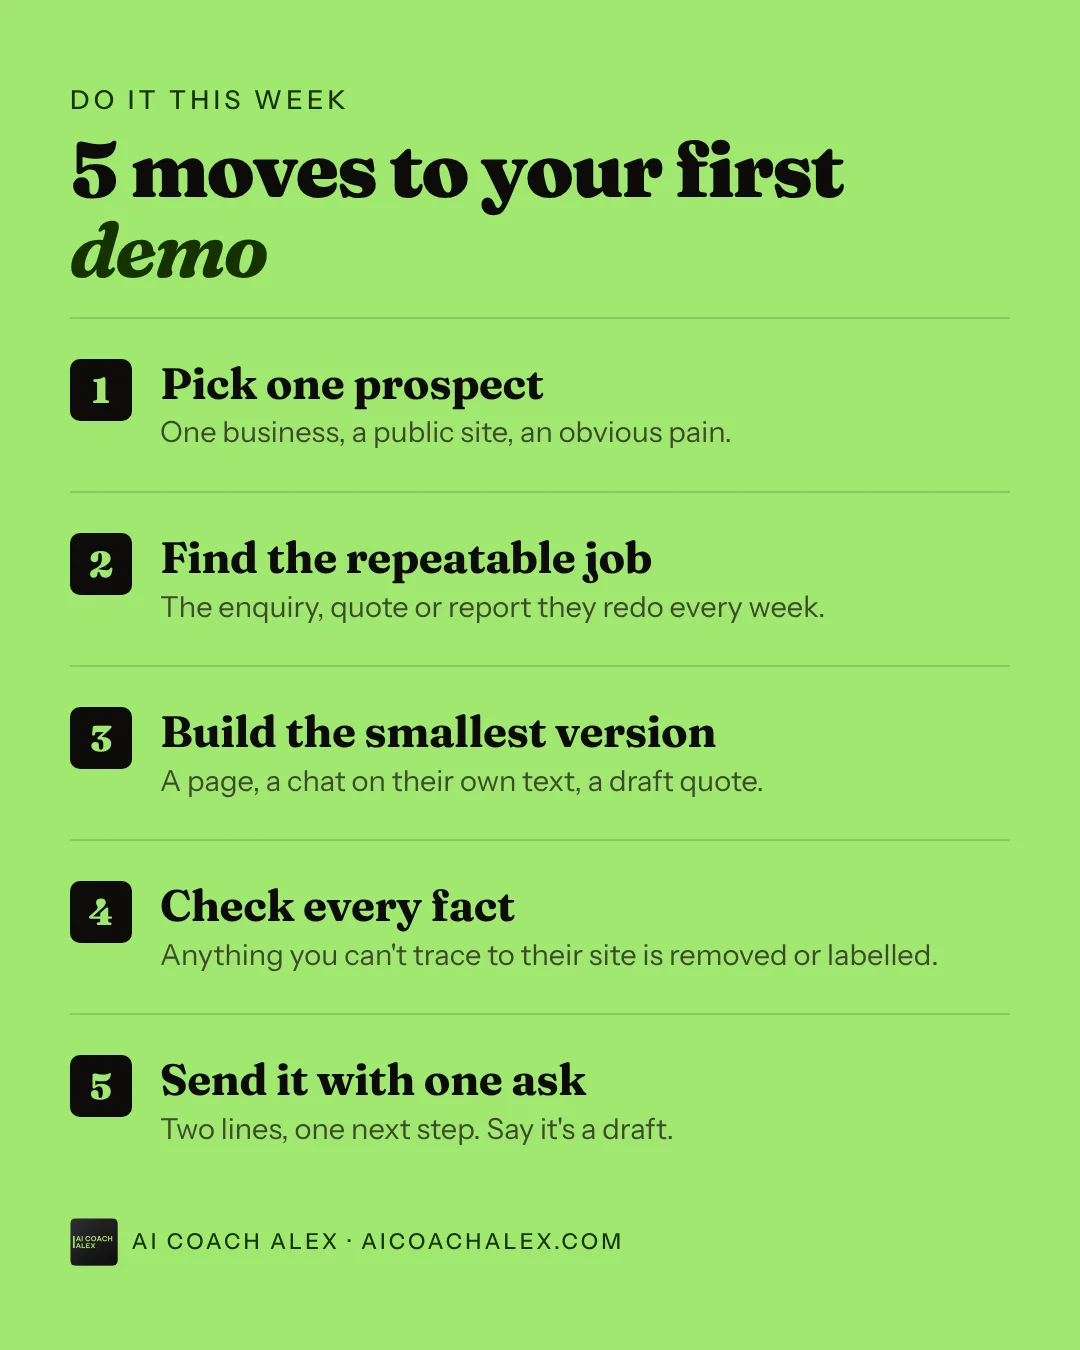 DO IT THIS WEEK
5 moves to your first
demo
1
Pick one prospect
One business, a public site, an obvious pain.
2
Find the repeatable job
The enquiry, quote or report they redo every week.
3
Build the smallest version
A page, a chat on their own text, a draft quote.
4
Check every fact
Anything you can't trace to their site is removed or labelled.
5
Send it with one ask
Two lines, one next step. Say it's a draft.
AI COACH
ALEX
AI COACH ALEX · AICOACHALEX.COM